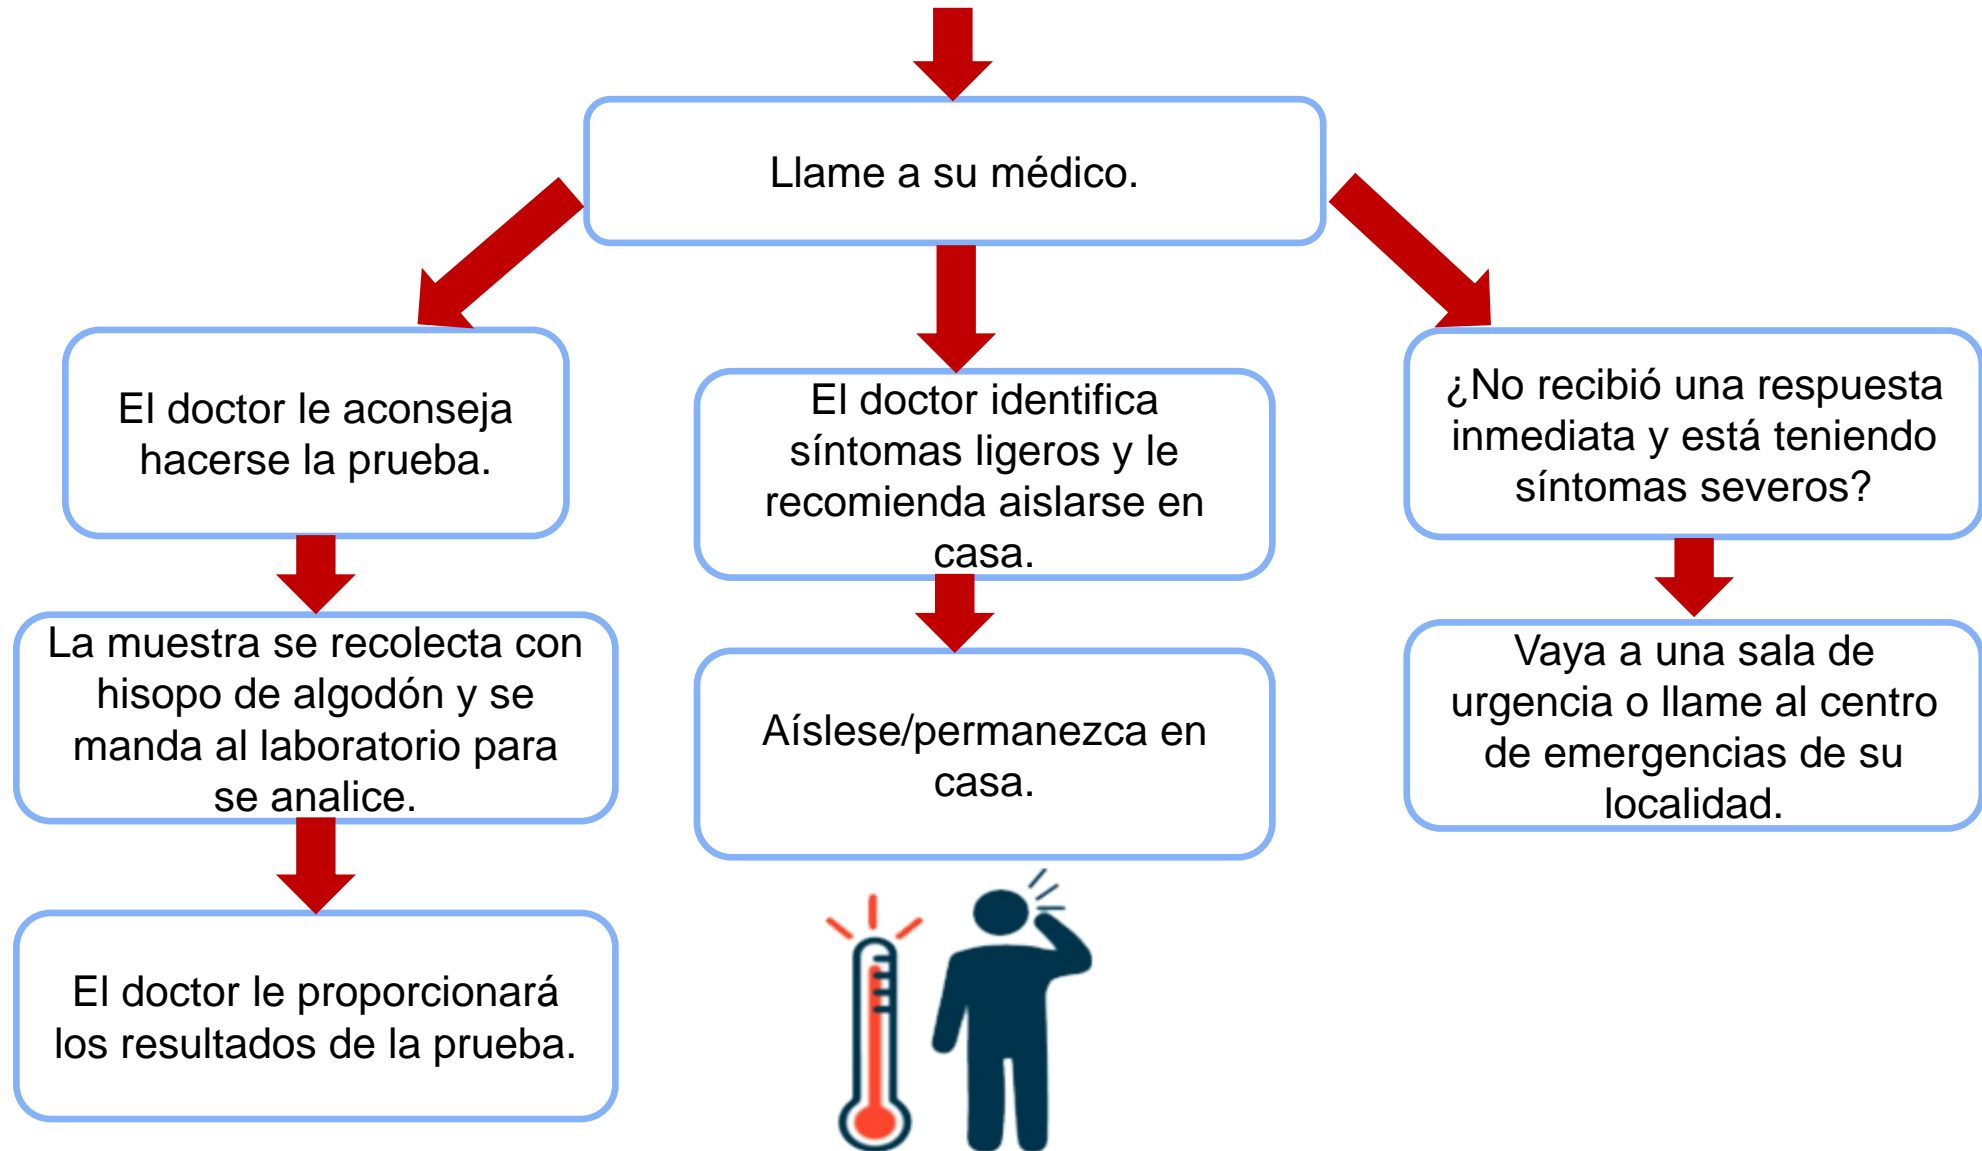 Llame a su médico.
El doctor le aconseja
hacerse la prueba.
La muestra se recolecta con
hisopo de algodón y se
manda al laboratorio para
se analice.
El doctor le proporcionará
los resultados de la prueba.
El doctor identifica
síntomas ligeros y le
recomienda aislarse en
casa.
Aíslese/permanezca en
casa.
¿No recibió una respuesta
inmediata y está teniendo
síntomas severos?
Vaya a una sala de
urgencia o llame al centro
de emergencias de su
localidad.